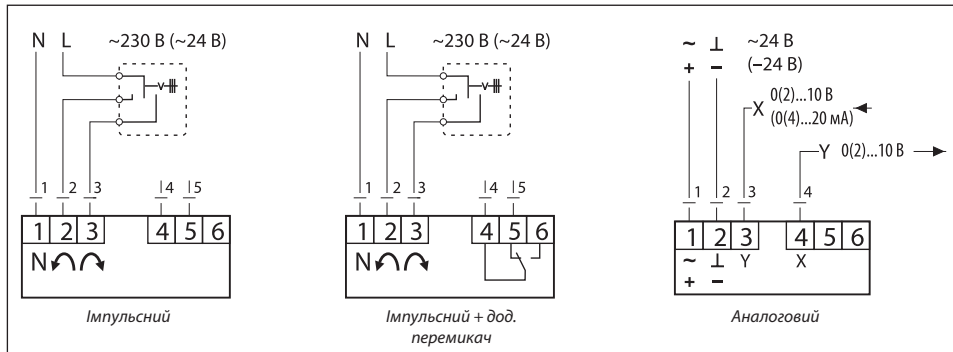 N L ~230 В (~24 В)
1 2 3 4 5
1 2 3 4 5 6
N
Імпульсний
N L ~230 В (~24 В)
1 2 3 4 5
1 2 3 4 5 6
N
Імпульсний + дод.
перемикач
~ ⊥ ~24 В
+ − (−24 В)
X 0(2)...10 В
(0(4)...20 мА)
Y 0(2)...10 В
1 2 3 4
1 2 3 4 5 6
~ ⊥ Y X
+ −
Аналоговий